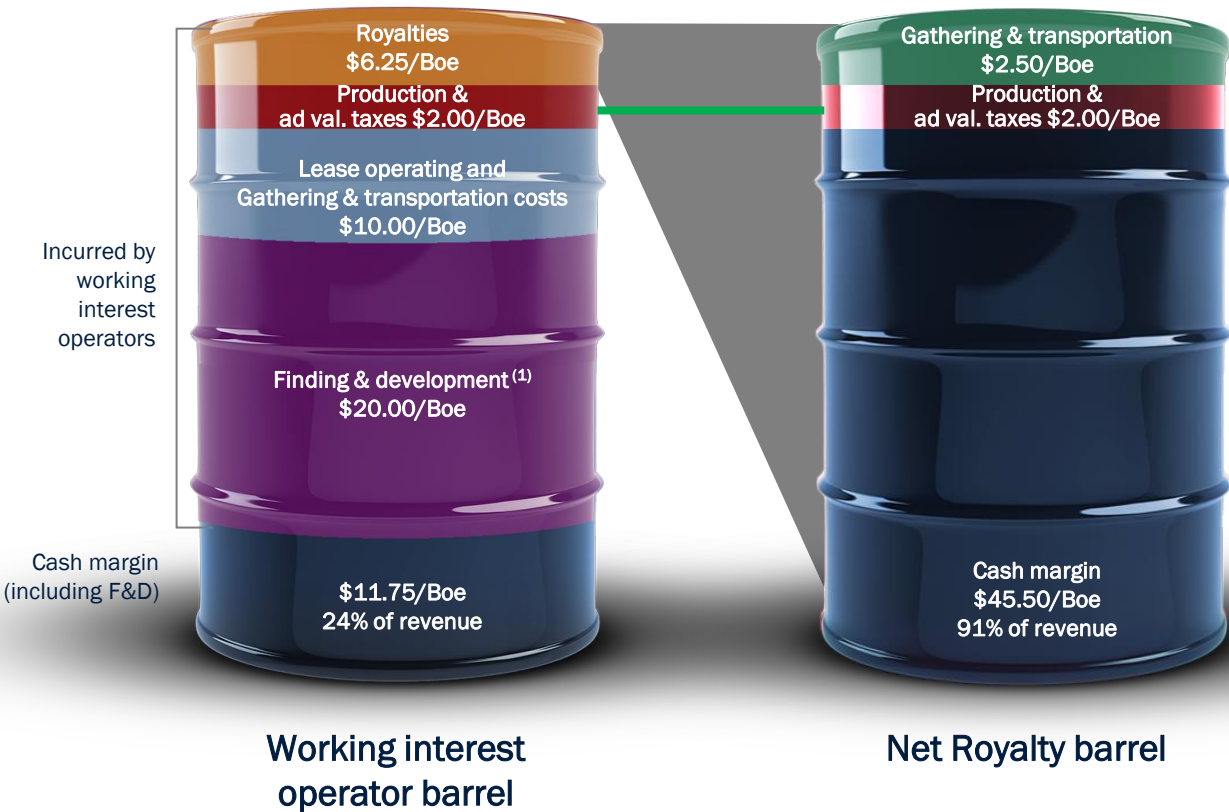 Royalties
$6.25/Boe
Production &
ad val. taxes $2.00/Boe
Lease operating and
Gathering & transportation costs
$10.00/Boe
Incurred by
working
interest
operators
Finding & development (1)
$20.00/Boe
Cash margin
(including F&D)
$11.75/Boe
24% of revenue
Working interest
operator barrel
Gathering & transportation
$2.50/Boe
Production &
ad val. taxes $2.00/Boe
Cash margin
$45.50/Boe
91% of revenue
Net Royalty barrel